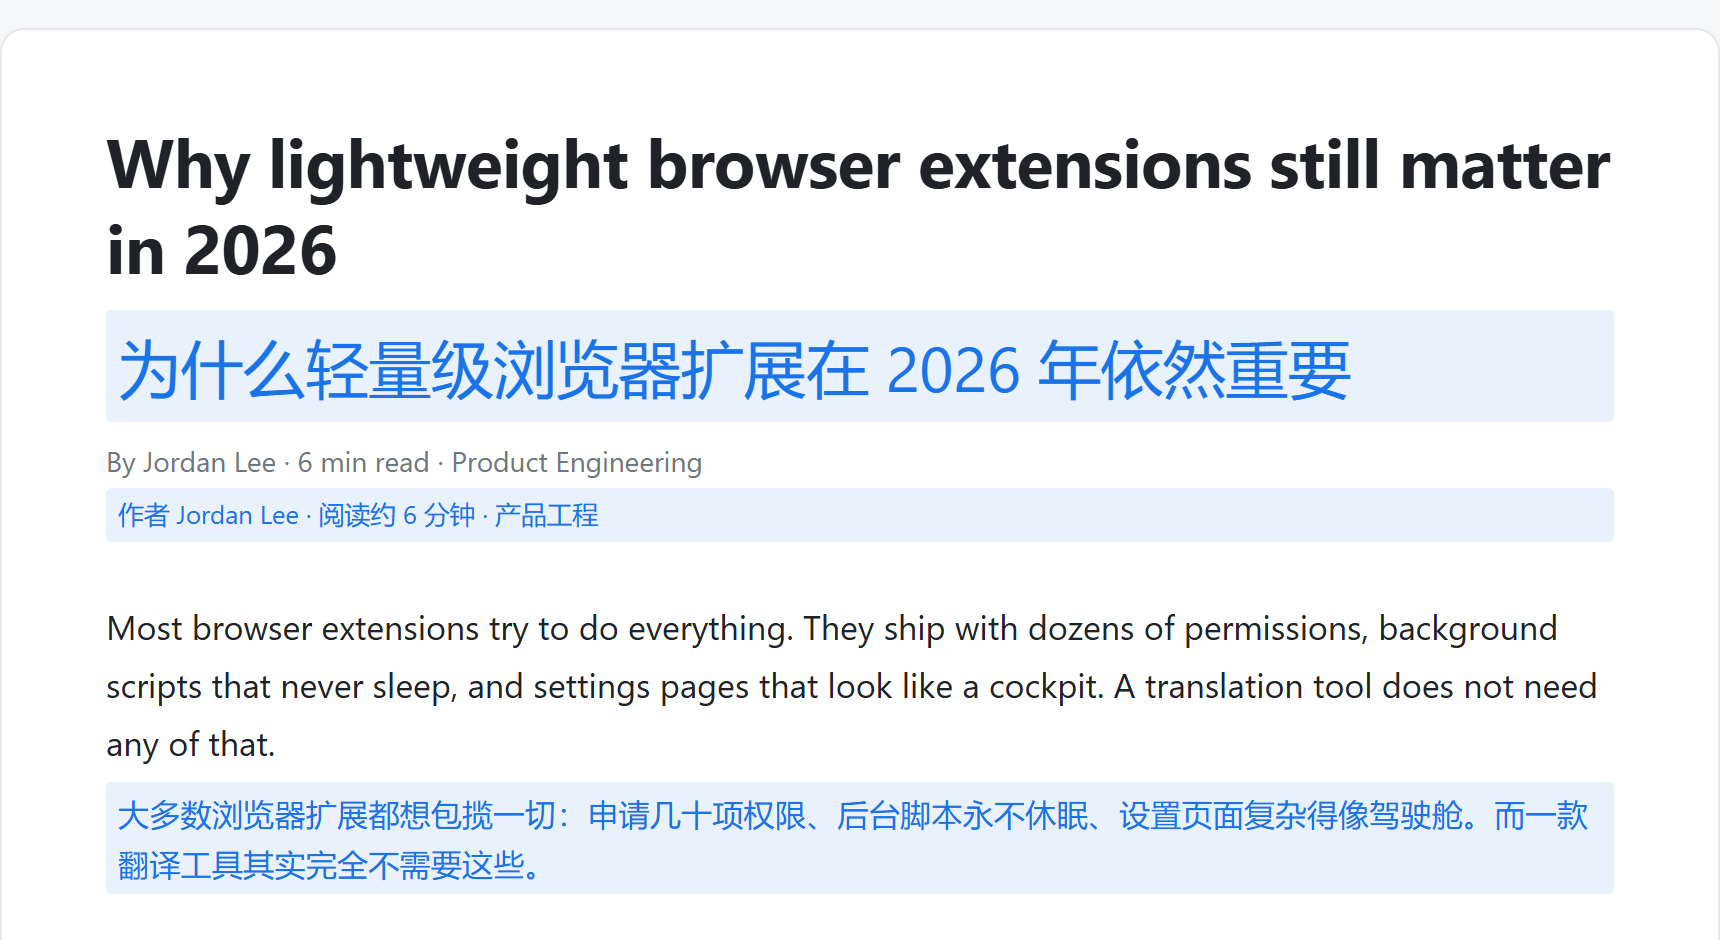 Why lightweight browser extensions still matter
in 2026
为什么轻量级浏览器扩展在 2026 年依然重要
By Jordan Lee · 6 min read · Product Engineering
作者 Jordan Lee · 阅读约 6 分钟 · 产品工程
Most browser extensions try to do everything. They ship with dozens of permissions, background
scripts that never sleep, and settings pages that look like a cockpit. A translation tool does not need
any of that.
大多数浏览器扩展都想包揽一切：申请几十项权限、后台脚本永不休眠、设置页面复杂得像驾驶舱。而一款
翻译工具其实完全不需要这些。